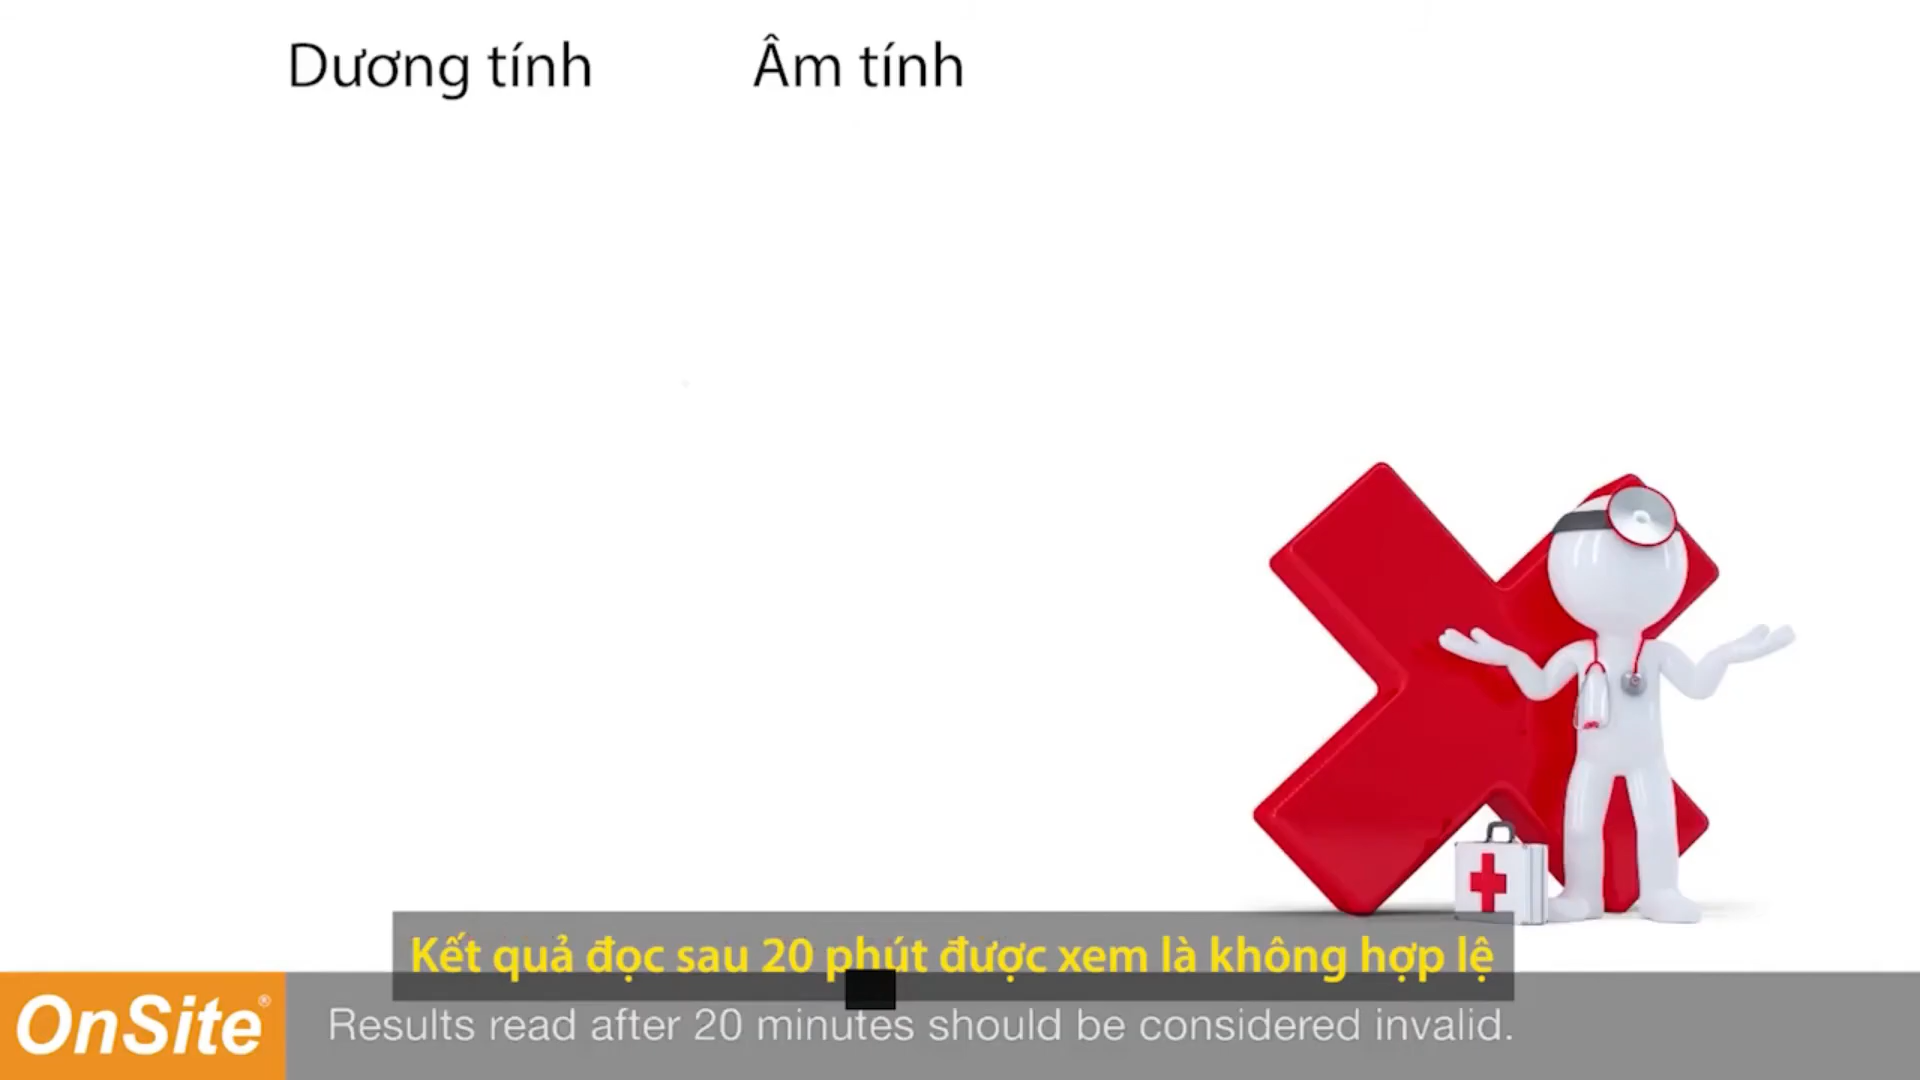 Dương tính
Âm tính
Kết quả đọc sau 20 phút được xem là không hợp lệ
OnSite®
Results read after 20 minutes should be considered invalid.